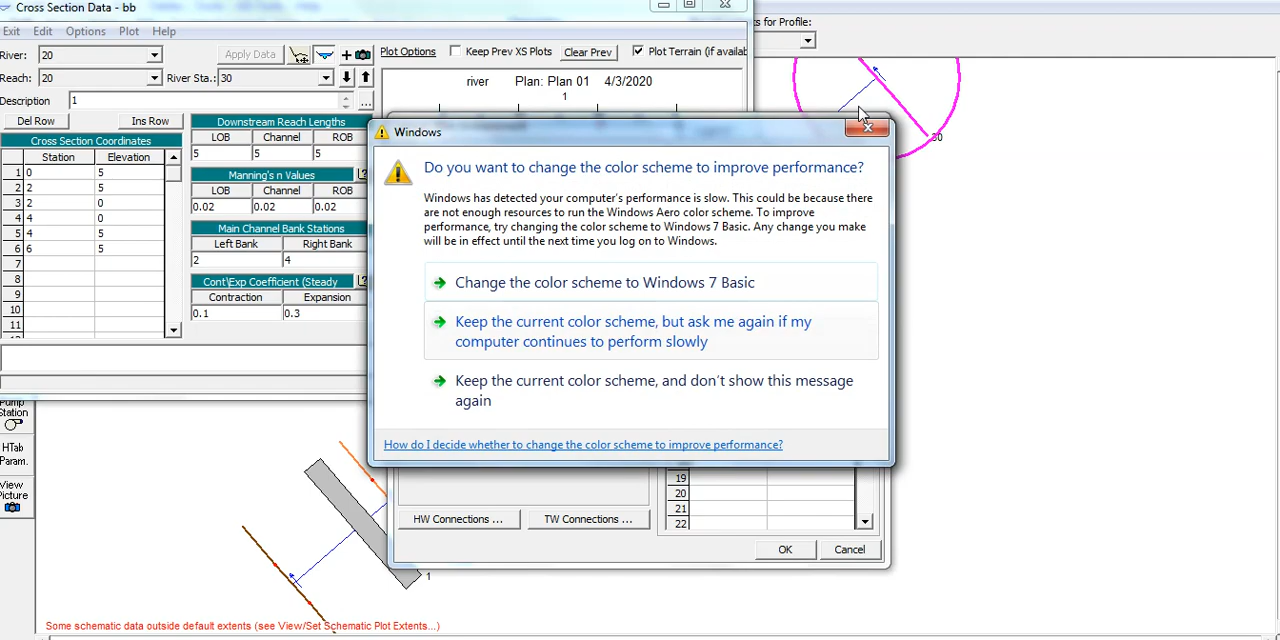 Cross Section Data - bb
Exit Edit Options Plot Help
River: 20 Apply Data
Reach: 20 River Sta.: 30
Description 1
Del Row Ins Row
Cross Section Coordinates
Station Elevation
1 0 5
2 2 5
3 2 0
4 4 0
5 4 5
6 6 5
7
8
9
10
11
Downstream Reach Lengths
LOB Channel ROB
5 5 5
Manning's n Values
LOB Channel ROB
0.02 0.02 0.02
Main Channel Bank Stations
Left Bank Right Bank
2 4
Cont\Exp Coefficient (Steady
Contraction Expansion
0.1 0.3
Plot Options Keep Prev XS Plots Clear Prev Plot Terrain (if availab
river Plan: Plan 01 4/3/2020
1
s for Profile:
30
Windows
Do you want to change the color scheme to improve performance?
Windows has detected your computer's performance is slow. This could be because there
are not enough resources to run the Windows Aero color scheme. To improve
performance, try changing the color scheme to Windows 7 Basic. Any change you make
will be in effect until the next time you log on to Windows.
Change the color scheme to Windows 7 Basic
Keep the current color scheme, but ask me again if my
computer continues to perform slowly
Keep the current color scheme, and don't show this message
again
How do I decide whether to change the color scheme to improve performance?
Pump
Station
HTab
Param.
View
Picture
19
20
21
22
HW Connections ... TW Connections ...
OK Cancel
1
Some schematic data outside default extents (see View/Set Schematic Plot Extents...)